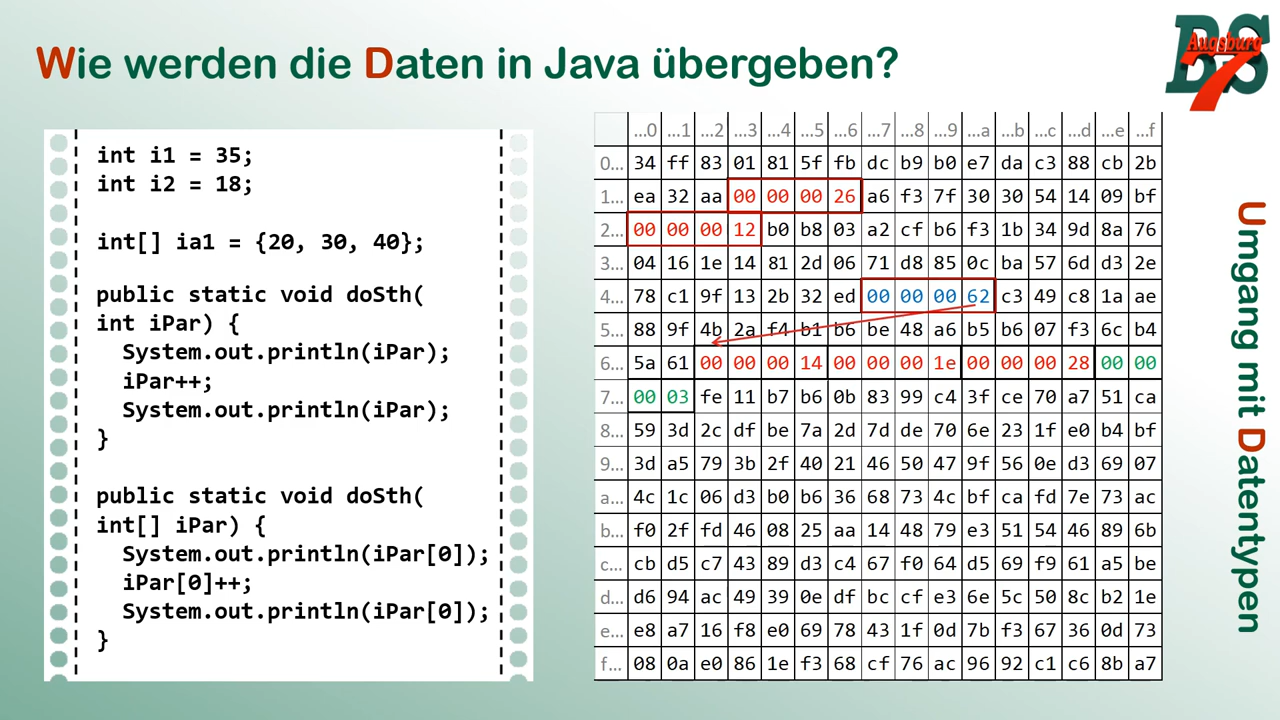 Wie werden die Daten in Java übergeben?
BS
Augsburg
7
int i1 = 35;
int i2 = 18;
int[] ia1 = {20, 30, 40};
public static void doSth(
int iPar) {
System.out.println(iPar);
iPar++;
System.out.println(iPar);
}
public static void doSth(
int[] iPar) {
System.out.println(iPar[0]);
iPar[0]++;
System.out.println(iPar[0]);
}
...0 ...1 ...2 ...3 ...4 ...5 ...6 ...7 ...8 ...9 ...a ...b ...c ...d ...e ...f
0... 34 ff 83 01 81 5f fb dc b9 b0 e7 da c3 88 cb 2b
1... ea 32 aa 00 00 00 26 a6 f3 7f 30 30 54 14 09 bf
2... 00 00 00 12 b0 b8 03 a2 cf b6 f3 1b 34 9d 8a 76
3... 04 16 1e 14 81 2d 06 71 d8 85 0c ba 57 6d d3 2e
4... 78 c1 9f 13 2b 32 ed 00 00 00 62 c3 49 c8 1a ae
5... 88 9f 4b 2a f4 b1 b6 be 48 a6 b5 b6 07 f3 6c b4
6... 5a 61 00 00 00 14 00 00 00 1e 00 00 00 28 00 00
7... 00 03 fe 11 b7 b6 0b 83 99 c4 3f ce 70 a7 51 ca
8... 59 3d 2c df be 7a 2d 7d de 70 6e 23 1f e0 b4 bf
9... 3d a5 79 3b 2f 40 21 46 50 47 9f 56 0e d3 69 07
a... 4c 1c 06 d3 b0 b6 36 68 73 4c bf ca fd 7e 73 ac
b... f0 2f fd 46 08 25 aa 14 48 79 e3 51 54 46 89 6b
c... cb d5 c7 43 89 d3 c4 67 f0 64 d5 69 f9 61 a5 be
d... d6 94 ac 49 39 0e df bc cf e3 6e 5c 50 8c b2 1e
e... e8 a7 16 f8 e0 69 78 43 1f 0d 7b f3 67 36 0d 73
f... 08 0a e0 86 1e f3 68 cf 76 ac 96 92 c1 c6 8b a7
Umgang mit Datentypen